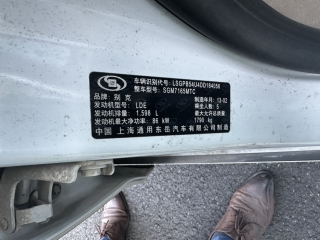 车辆识别代号: LSGPB54U4DD184056
整车型号: SGM7165MTC
品牌: 别克
制造年月: 13-02
发动机型号: LDE
乘坐人数: 5
发动机排量: 1.598 L
最大允许总质量
发动机最大净功率: 86 kW
1790 kg
中国 上海通用东岳汽车有限公司制造